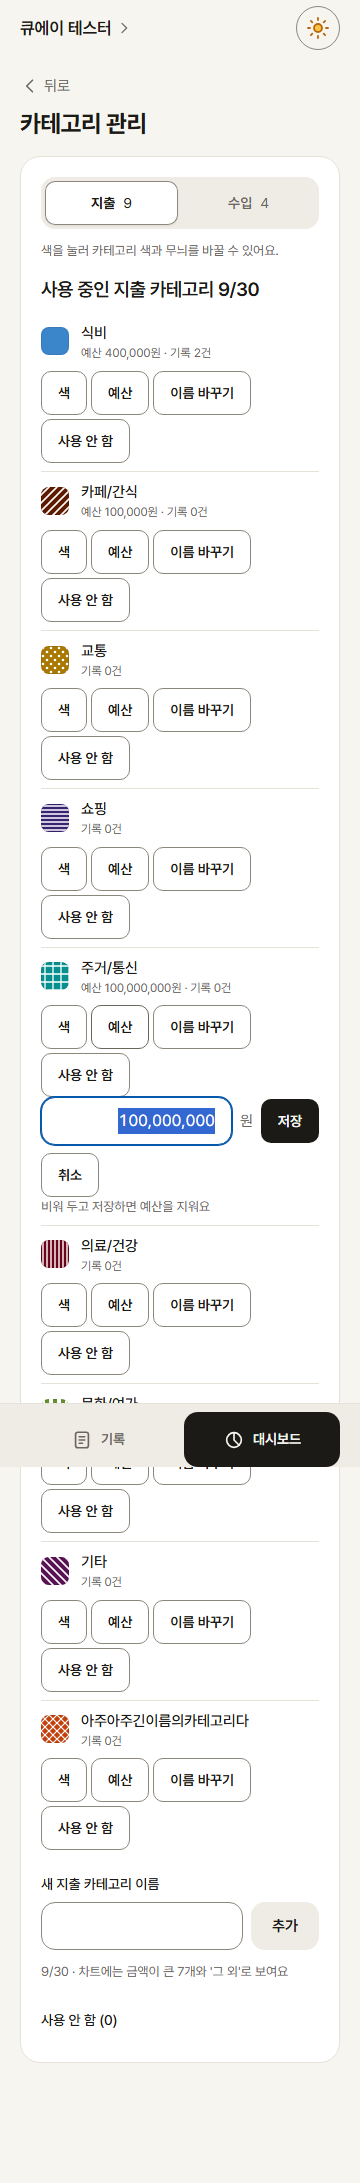 큐에이 테스터
뒤로
카테고리 관리
지출 9
수입 4
색을 눌러 카테고리 색과 무늬를 바꿀 수 있어요.
사용 중인 지출 카테고리 9/30
식비
예산 400,000원 · 기록 2건
색
예산
이름 바꾸기
사용 안 함
카페/간식
예산 100,000원 · 기록 0건
색
예산
이름 바꾸기
사용 안 함
교통
기록 0건
색
예산
이름 바꾸기
사용 안 함
쇼핑
기록 0건
색
예산
이름 바꾸기
사용 안 함
주거/통신
예산 100,000,000원 · 기록 0건
색
예산
이름 바꾸기
사용 안 함
100,000,000
원
저장
취소
비워 두고 저장하면 예산을 지워요
의료/건강
기록 0건
색
예산
이름 바꾸기
사용 안 함
기록
대시보드
사용 안 함
기타
기록 0건
색
예산
이름 바꾸기
사용 안 함
아주아주긴이름의카테고리다
기록 0건
색
예산
이름 바꾸기
사용 안 함
새 지출 카테고리 이름
추가
9/30 · 차트에는 금액이 큰 7개와 '그 외'로 보여요
사용 안 함 (0)